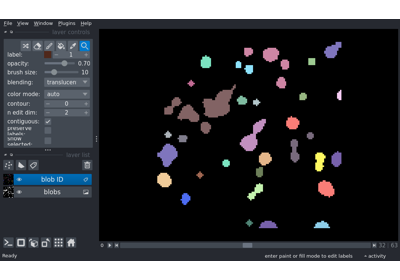 File View Window Plugins Help
layer controls
label: 1
opacity: 0.70
brush size: 10
blending: translucen
color mode: auto
contour: 0
n edit dim: 2
contiguous:
preserve labels:
show selected:
layer list
blob ID
blobs
0 32 63
Ready enter paint or fill mode to edit labels activity